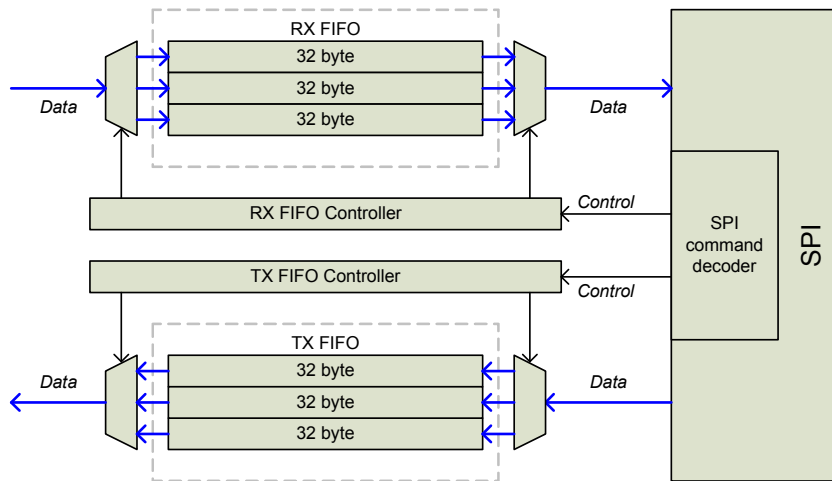 RX FIFO
32 byte
32 byte
32 byte
Data
Data
RX FIFO Controller
Control
SPI
command
decoder
SPI
TX FIFO Controller
Control
TX FIFO
32 byte
32 byte
32 byte
Data
Data